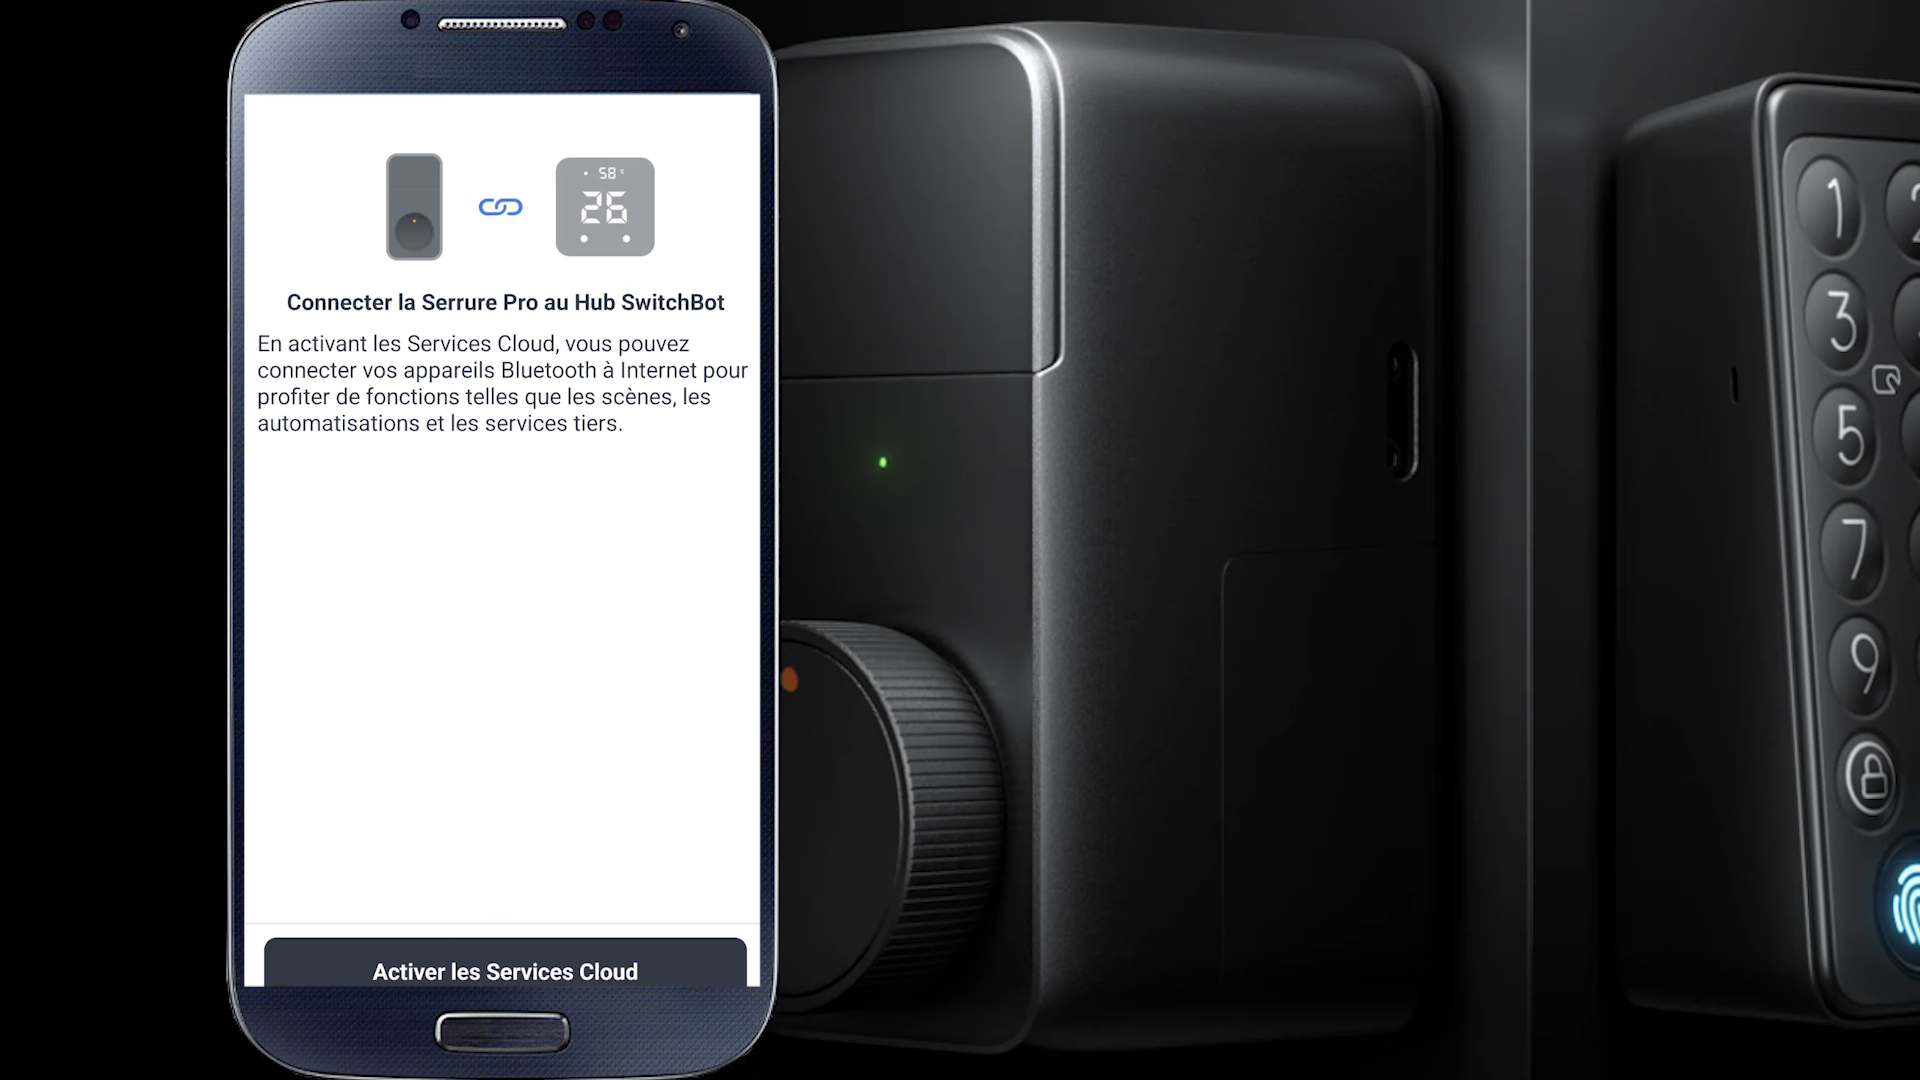 58%
26
Connecter la Serrure Pro au Hub SwitchBot
En activant les Services Cloud, vous pouvez
connecter vos appareils Bluetooth à Internet pour
profiter de fonctions telles que les scènes, les
automatisations et les services tiers.
Activer les Services Cloud
1
2
3
5
7
9